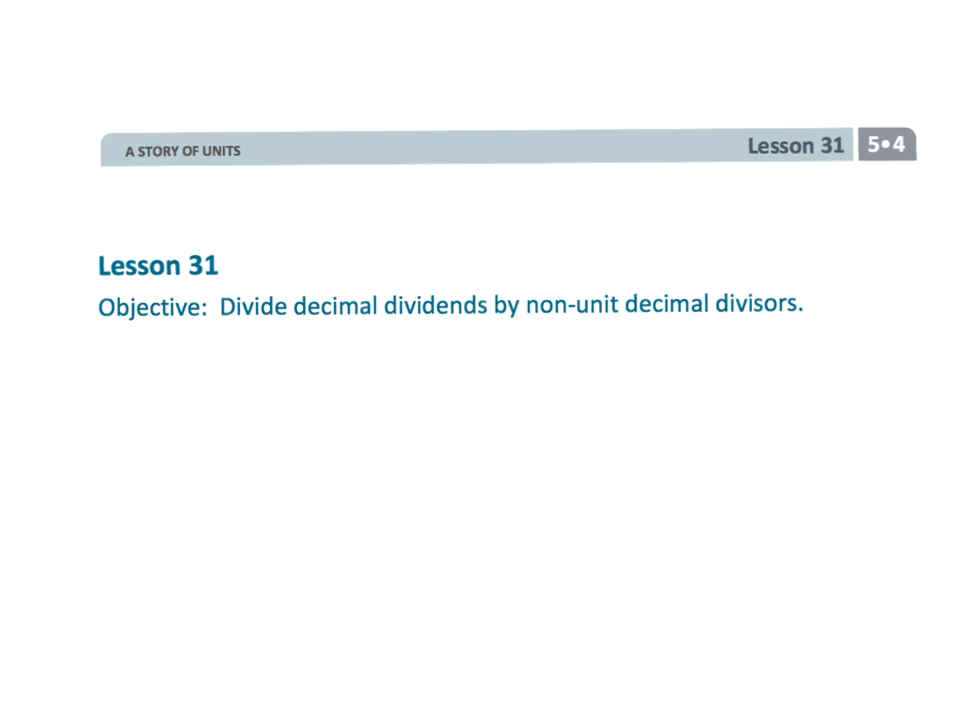 A STORY OF UNITS
Lesson 31
5•4
Lesson 31
Objective: Divide decimal dividends by non-unit decimal divisors.